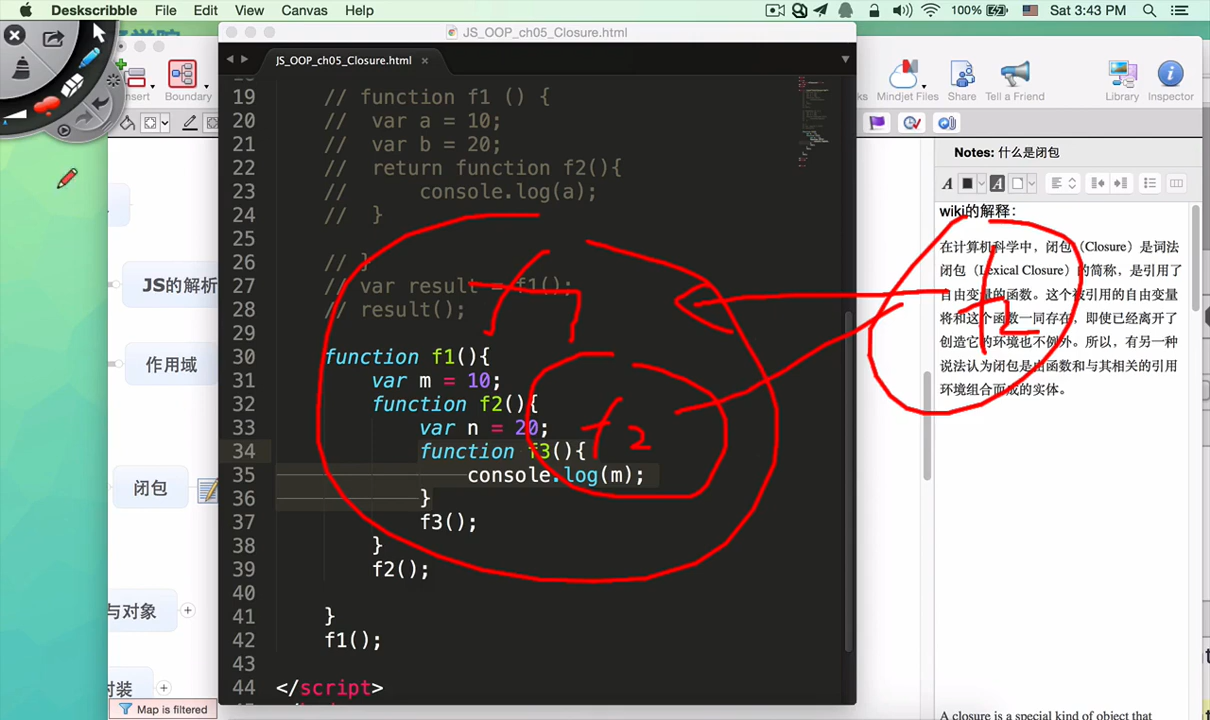 Deskscribble File Edit View Canvas Help
100% Sat 3:43 PM
JS_OOP_ch05_Closure.html
JS_OOP_ch05_Closure.html ×
Insert Boundary
Mindjet Files Share Tell a Friend Library Inspector
19 // function f1 () {
20 // var a = 10;
21 // var b = 20;
22 // return function f2(){
23 // console.log(a);
24 // }
25
26 // }
27 // var result = f1();
28 // result();
29
30 function f1(){
31 var m = 10;
32 function f2(){
33 var n = 20;
34 function f3(){
35 console.log(m);
36 }
37 f3();
38 }
39 f2();
40
41 }
42 f1();
43
44 </script>
f1
f2
f2
JS的解析
作用域
闭包
与对象
封装
Map is filtered
Notes: 什么是闭包
wiki的解释：
在计算机科学中，闭包（Closure）是词法
闭包（Lexical Closure）的简称，是引用了
自由变量的函数。这个被引用的自由变量
将和这个函数一同存在，即使已经离开了
创造它的环境也不例外。所以，有另一种
说法认为闭包是由函数和与其相关的引用
环境组合而成的实体。
A closure is a special kind of object that